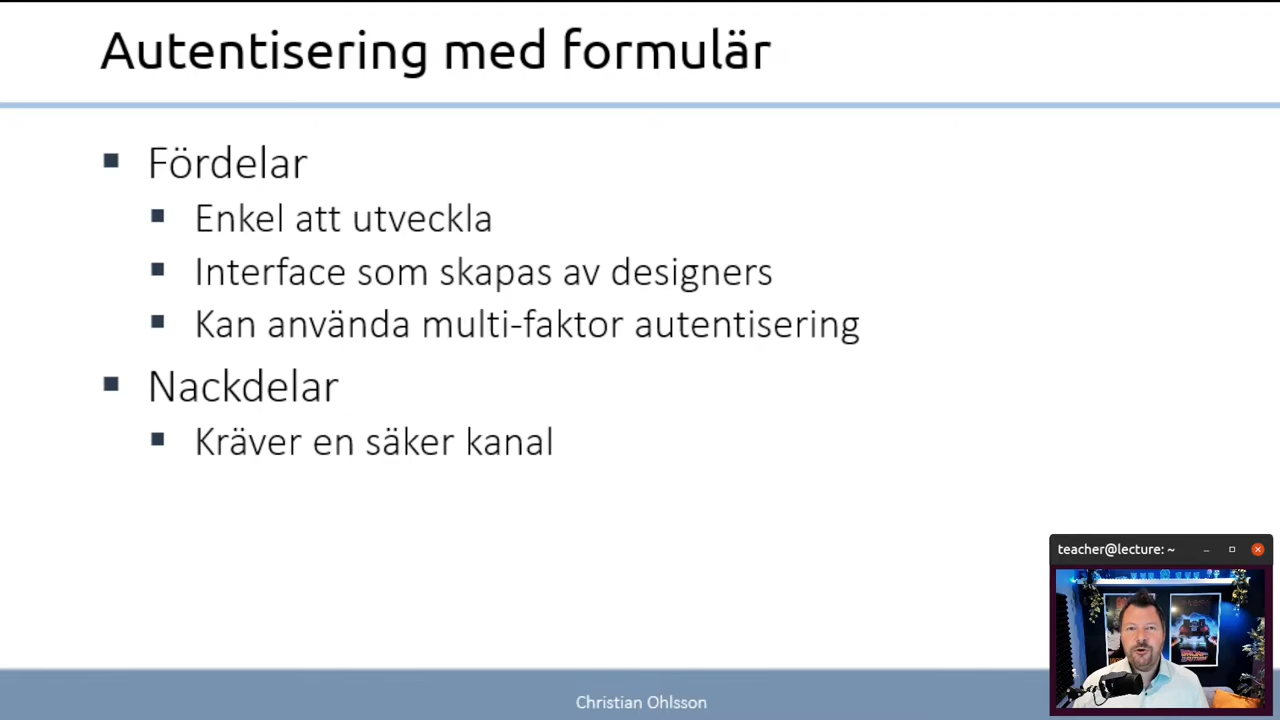 Autentisering med formulär
Fördelar
Enkel att utveckla
Interface som skapas av designers
Kan använda multi-faktor autentisering
Nackdelar
Kräver en säker kanal
teacher@lecture: ~
Christian Ohlsson